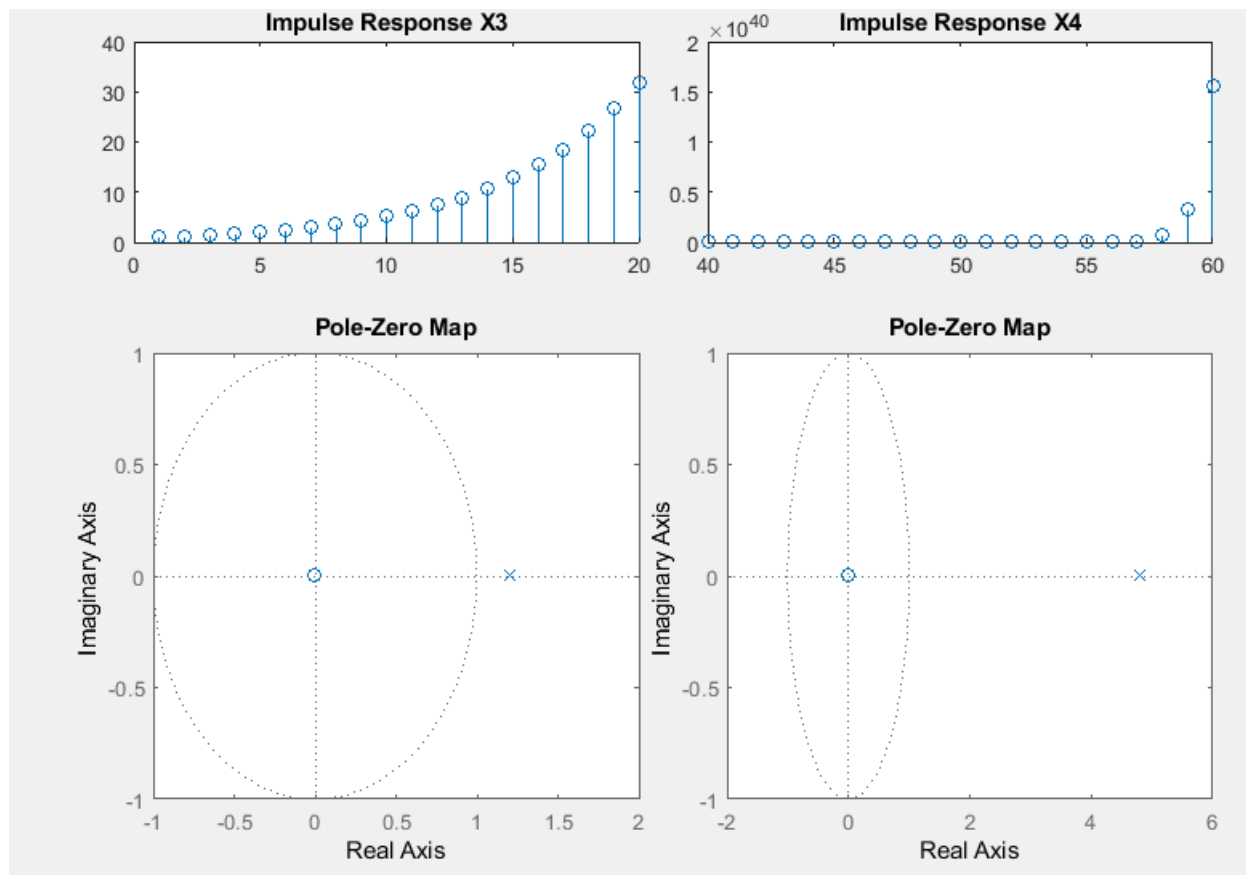 Impulse Response X3
40
30
20
10
0
0 5 10 15 20
Impulse Response X4
×10^40
2
1.5
1
0.5
0
40 45 50 55 60
Pole-Zero Map
Imaginary Axis
1
0.5
0
-0.5
-1
-1 -0.5 0 0.5 1 1.5 2
Real Axis
Pole-Zero Map
Imaginary Axis
1
0.5
0
-0.5
-1
-2 0 2 4 6
Real Axis